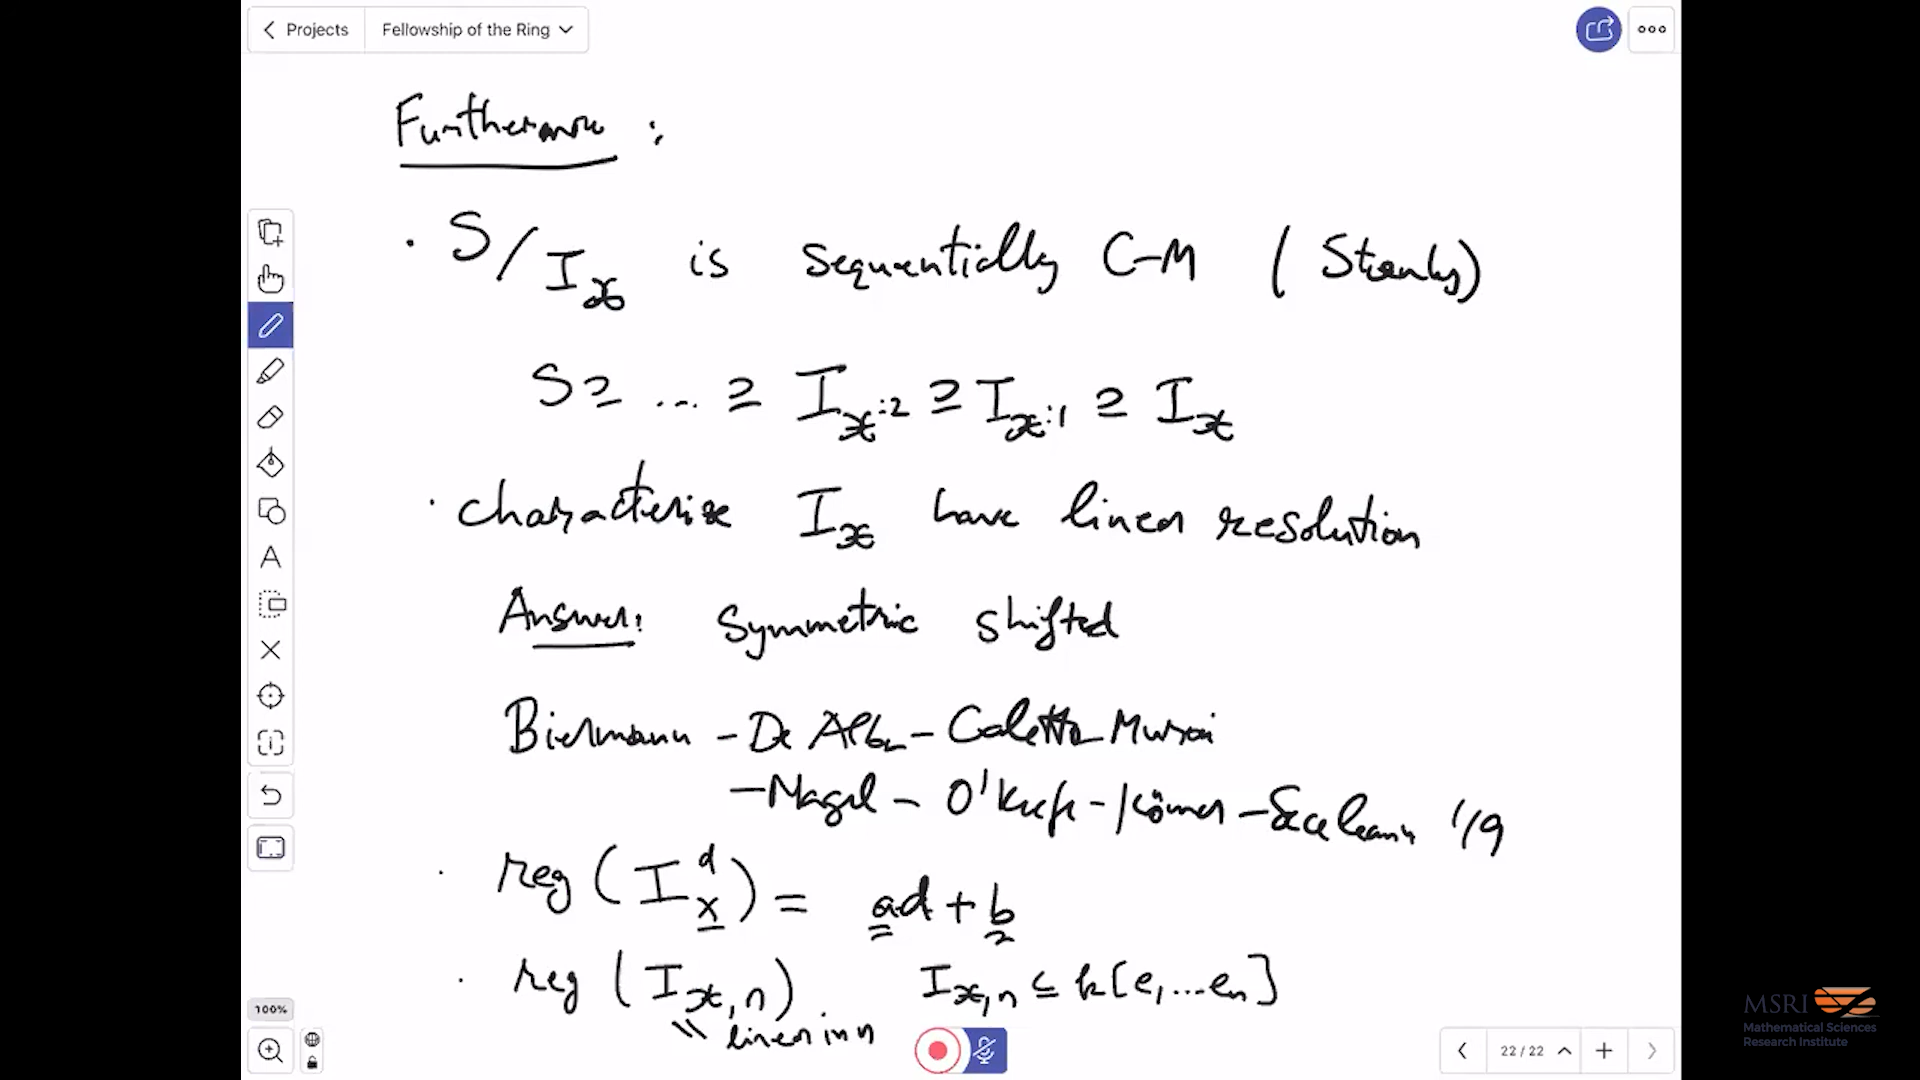 Projects
Fellowship of the Ring
Furthermore :
· S/I_𝔛 is sequentially C-M (Stanley)
S ⊇ ... ⊇ I_𝔛:2 ⊇ I_𝔛:1 ⊇ I_𝔛
· characterise I_𝔛 have linear resolution
Answer: Symmetric shifted
Biermann - De Alba - Galetto - Murai
- Nagel - O'Keefe - Römer - Seceleanu '19
· reg (I_𝔛^d) = ad + b
· reg (I_𝔛,n) I_𝔛,n ⊆ k[e, ... en]
linear in n
A
100%
22 / 22
MSRI
Mathematical Sciences
Research Institute